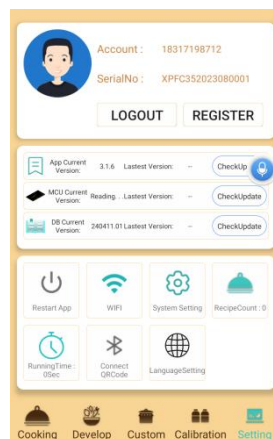 Account : 18317198712
SerialNo : XPFC352023080001
LOGOUT REGISTER
App Current Version: 3.1.6 Lastest Version: -- CheckUp
MCU Current Version: Reading. . Lastest Version: -- CheckUpdate
DB Current Version: 240411.01 Lastest Version: -- CheckUpdate
Restart App WIFI System Setting RecipeCount : 0
RunningTime : 0Sec Connect QRCode LanguageSetting
Cooking Develop Custom Calibration Setting